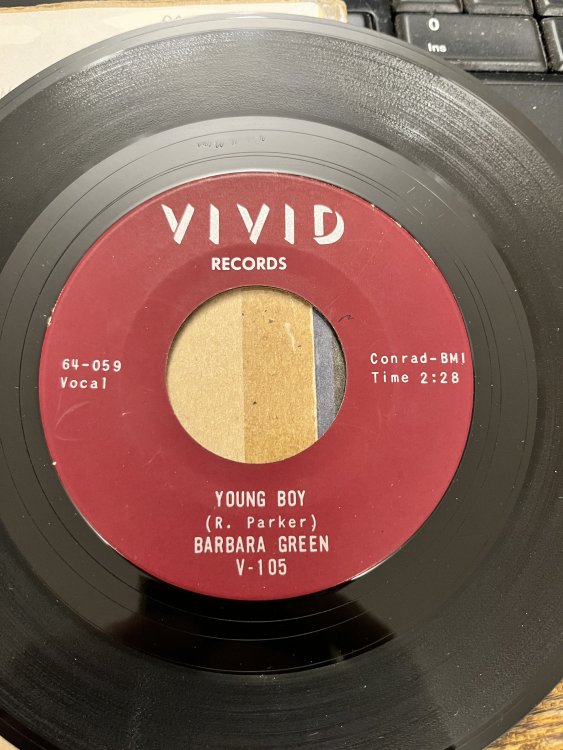 0
Ins
VIVID
RECORDS
64-059
Vocal
Conrad-BMI
Time 2:28
YOUNG BOY
(R. Parker)
BARBARA GREEN
V-105